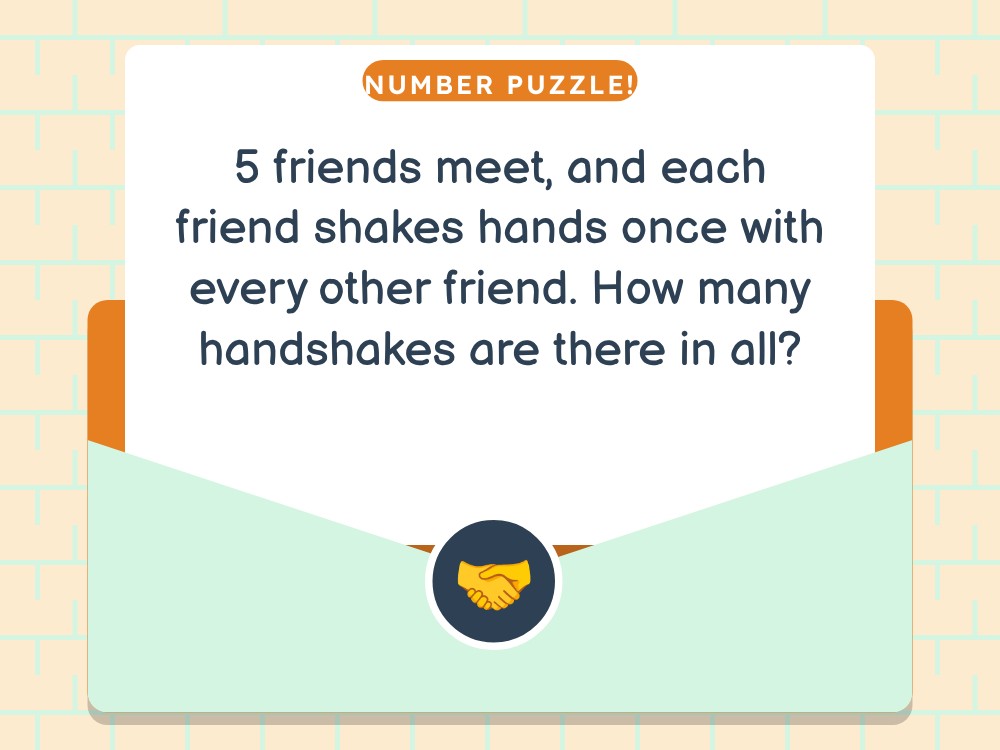 NUMBER PUZZLE!
5 friends meet, and each
friend shakes hands once with
every other friend. How many
handshakes are there in all?